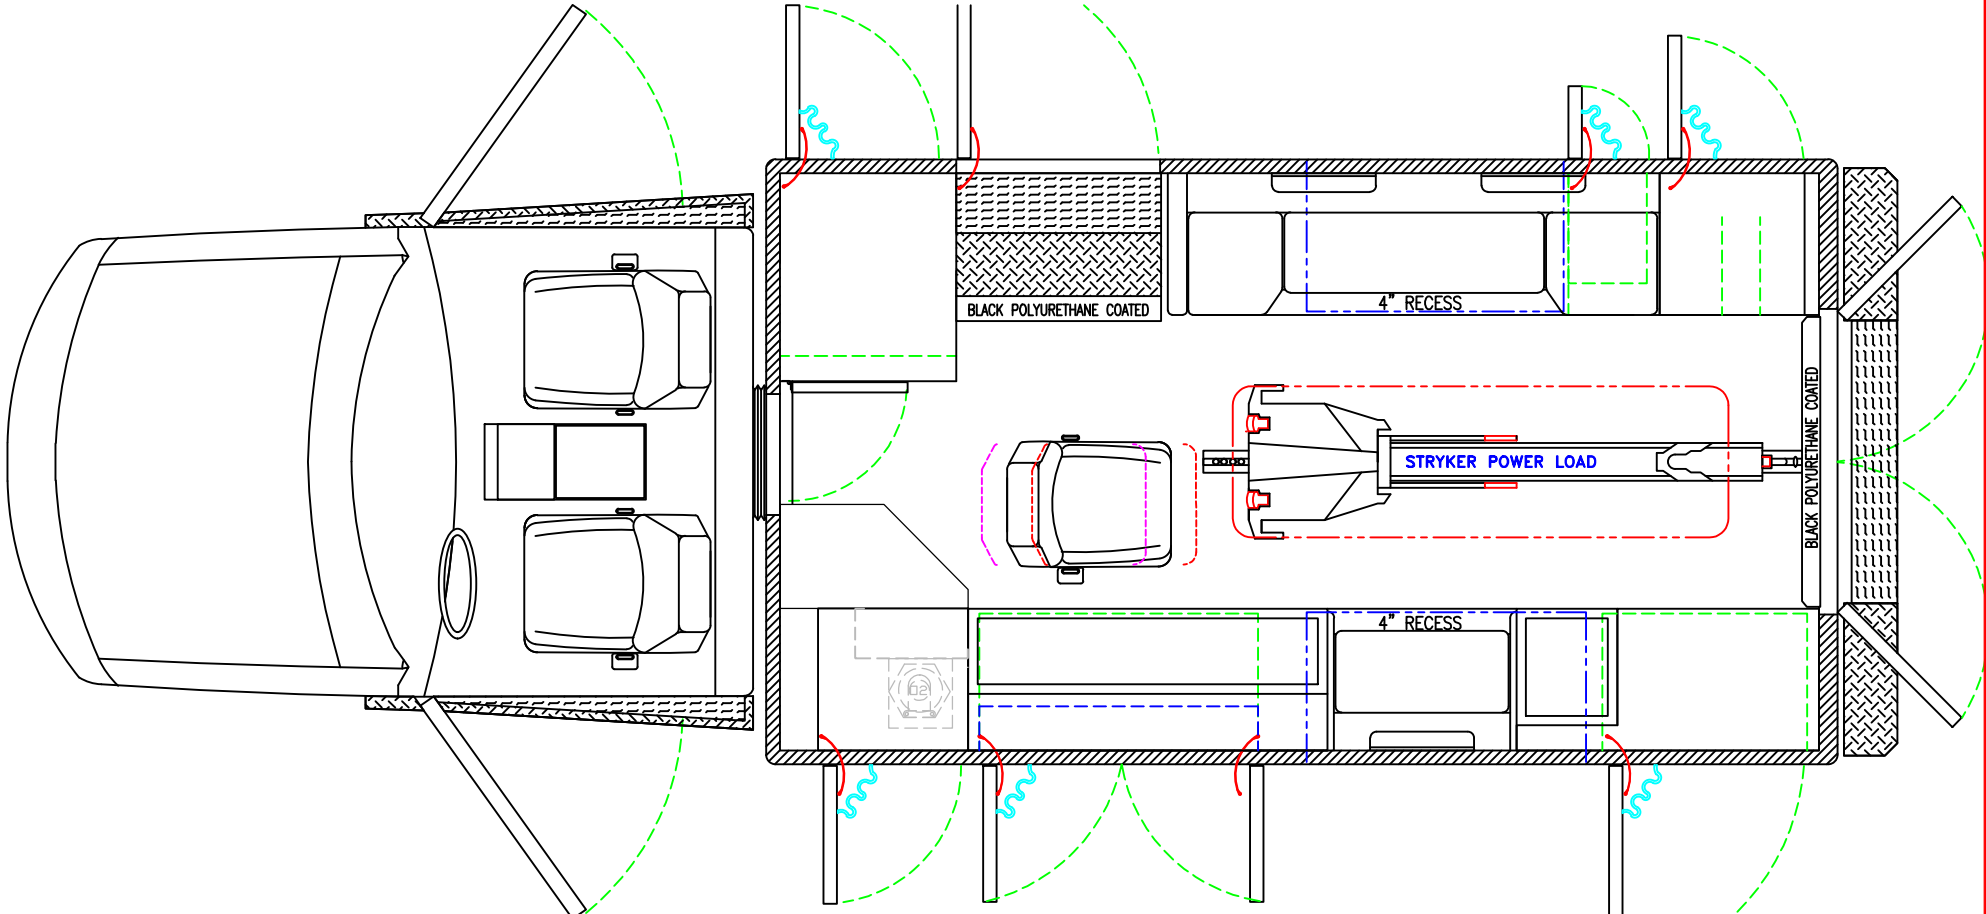 BLACK POLYURETHANE COATED
4" RECESS
STRYKER POWER LOAD
BLACK POLYURETHANE COATED
4" RECESS